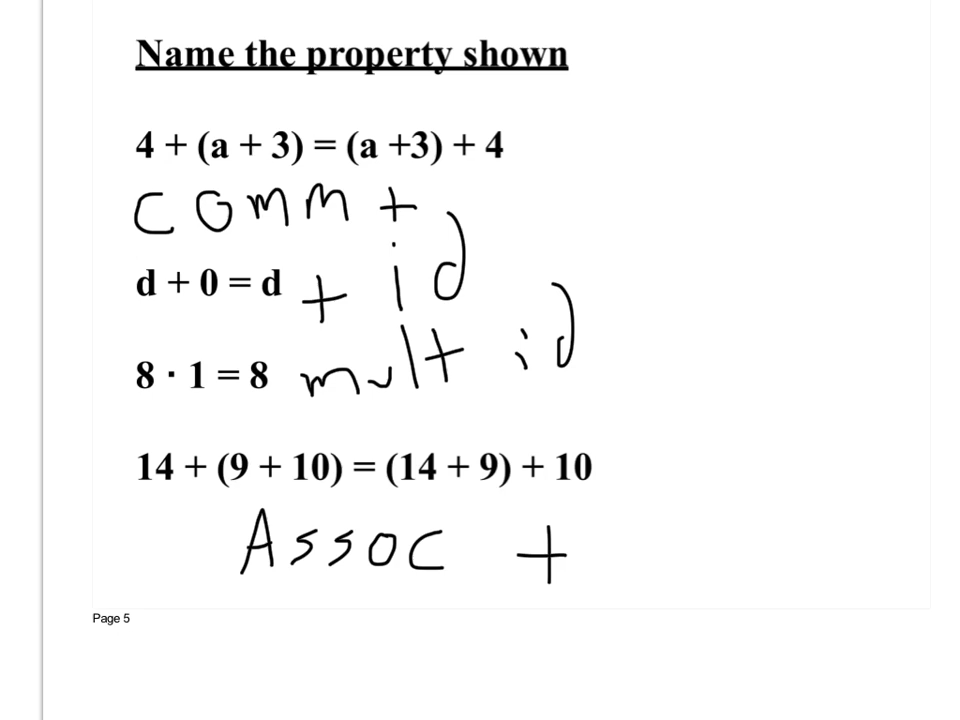 Name the property shown
4 + (a + 3) = (a +3) + 4
comm +
d + 0 = d + id
8 · 1 = 8 mult id
14 + (9 + 10) = (14 + 9) + 10
Assoc +
Page 5